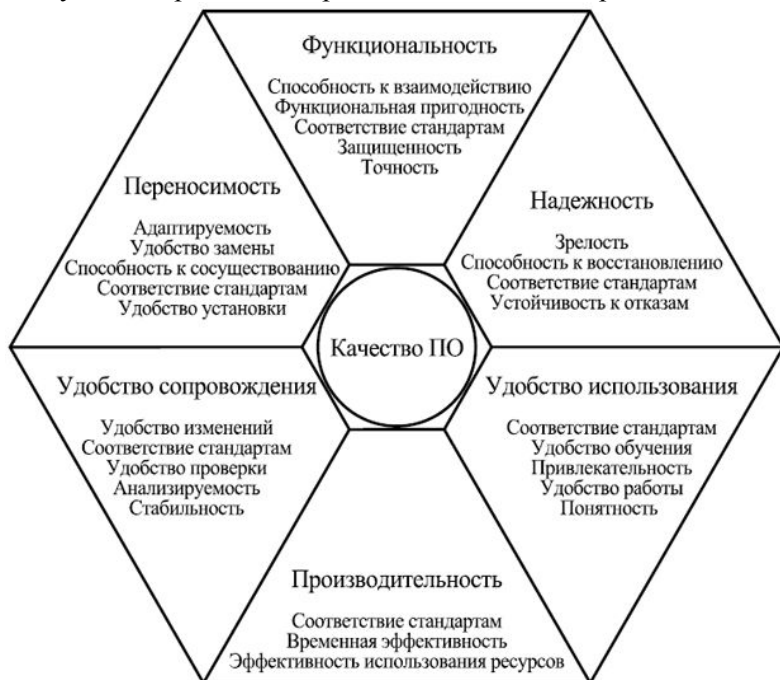 Функциональность
Способность к взаимодействию
Функциональная пригодность
Соответствие стандартам
Защищенность
Точность
Переносимость
Адаптируемость
Удобство замены
Способность к сосуществованию
Соответствие стандартам
Удобство установки
Надежность
Зрелость
Способность к восстановлению
Соответствие стандартам
Устойчивость к отказам
Качество ПО
Удобство сопровождения
Удобство изменений
Соответствие стандартам
Удобство проверки
Анализируемость
Стабильность
Удобство использования
Соответствие стандартам
Удобство обучения
Привлекательность
Удобство работы
Понятность
Производительность
Соответствие стандартам
Временная эффективность
Эффективность использования ресурсов